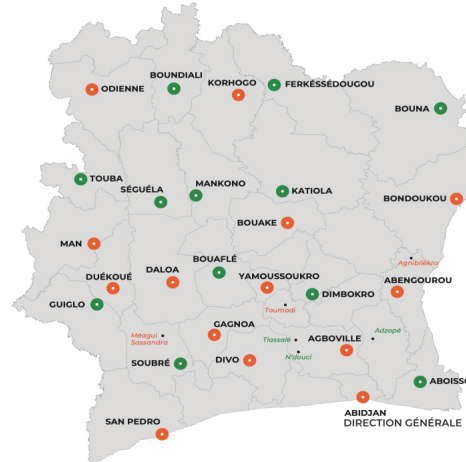 BOUNDIALI
KORHOGO
FERKÉSSÉDOUGOU
ODIENNE
BOUNA
TOUBA
SÉGUÉLA
MANKONO
KATIOLA
BONDOUKOU
BOUAKE
MAN
Agnibilékro
BOUAFLÉ
DALOA
YAMOUSSOUKRO
DUÉKOUÉ
ABENGOUROU
DIMBOKRO
GUIGLO
Toumodi
GAGNOA
Méagui
Sassandra
Tiassalé
Adzopé
AGBOVILLE
N'douci
DIVO
SOUBRÉ
ABOISSO
ABIDJAN
DIRECTION GÉNÉRALE
SAN PEDRO